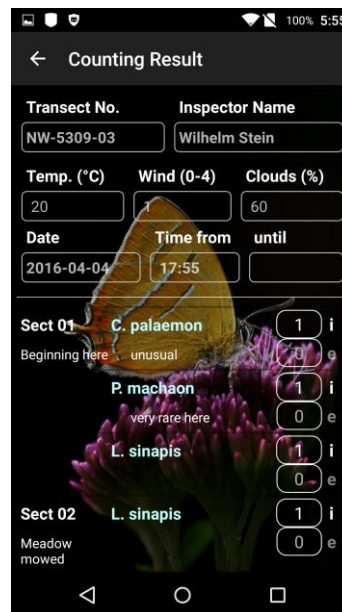 100% 5:55
Counting Result
Transect No. Inspector Name
NW-5309-03 Wilhelm Stein
Temp. (°C) Wind (0-4) Clouds (%)
20 1 60
Date Time from until
2016-04-04 17:55
Sect 01 C. palaemon 1 i
Beginning here unusual 0 e
P. machaon 1 i
very rare here 0 e
L. sinapis 1 i
0 e
Sect 02 L. sinapis 1 i
Meadow 0 e
mowed